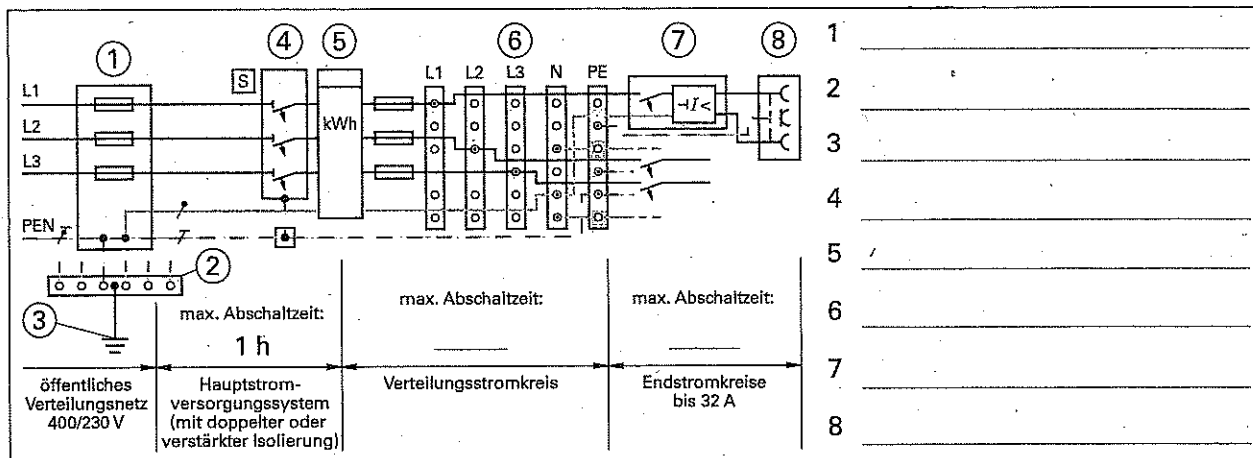 1
4
5
6
7
8
S
L1
L2
L3
PEN
kWh
L1
L2
L3
N
PE
I<
2
3
max. Abschaltzeit:
1 h
max. Abschaltzeit:
max. Abschaltzeit:
öffentliches
Verteilungsnetz
400/230 V
Hauptstrom-
versorgungssystem
(mit doppelter oder
verstärkter Isolierung)
Verteilungsstromkreis
Endstromkreise
bis 32 A
1
2
3
4
5
6
7
8